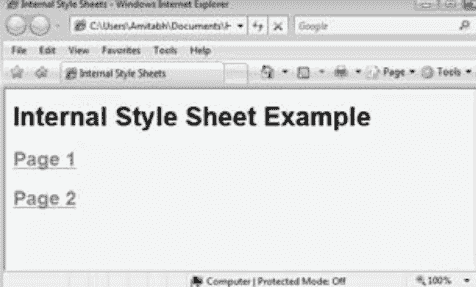 Internal Style Sheets - Windows Internet Explorer
C:\Users\Amitabh\Documents\H
Google
File Edit View Favorites Tools Help
Internal Style Sheets
Page Tools
Internal Style Sheet Example
Page 1
Page 2
Computer | Protected Mode: Off
100%